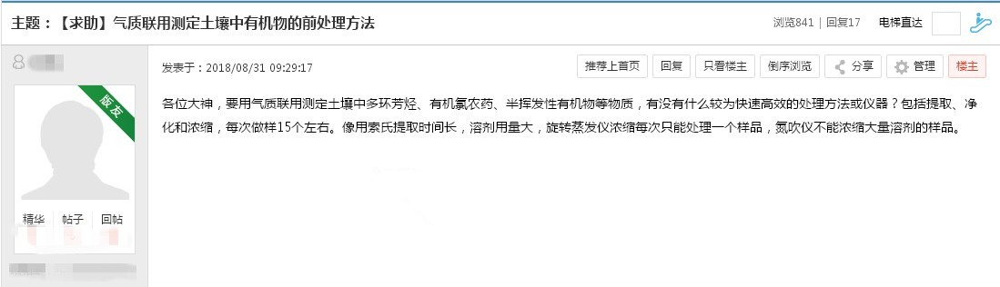 主题：【求助】气质联用测定土壤中有机物的前处理方法
浏览841 | 回复17 电梯直达
发表于：2018/08/31 09:29:17
推荐上首页 回复 只看楼主 倒序浏览 分享 管理 楼主
版友
各位大神，要用气质联用测定土壤中多环芳烃、有机氯农药、半挥发性有机物等物质，有没有什么较为快速高效的处理方法或仪器？包括提取、净
化和浓缩，每次做样15个左右。像用索氏提取时间长，溶剂用量大，旋转蒸发仪浓缩每次只能处理一个样品，氮吹仪不能浓缩大量溶剂的样品。
精华 帖子 回帖